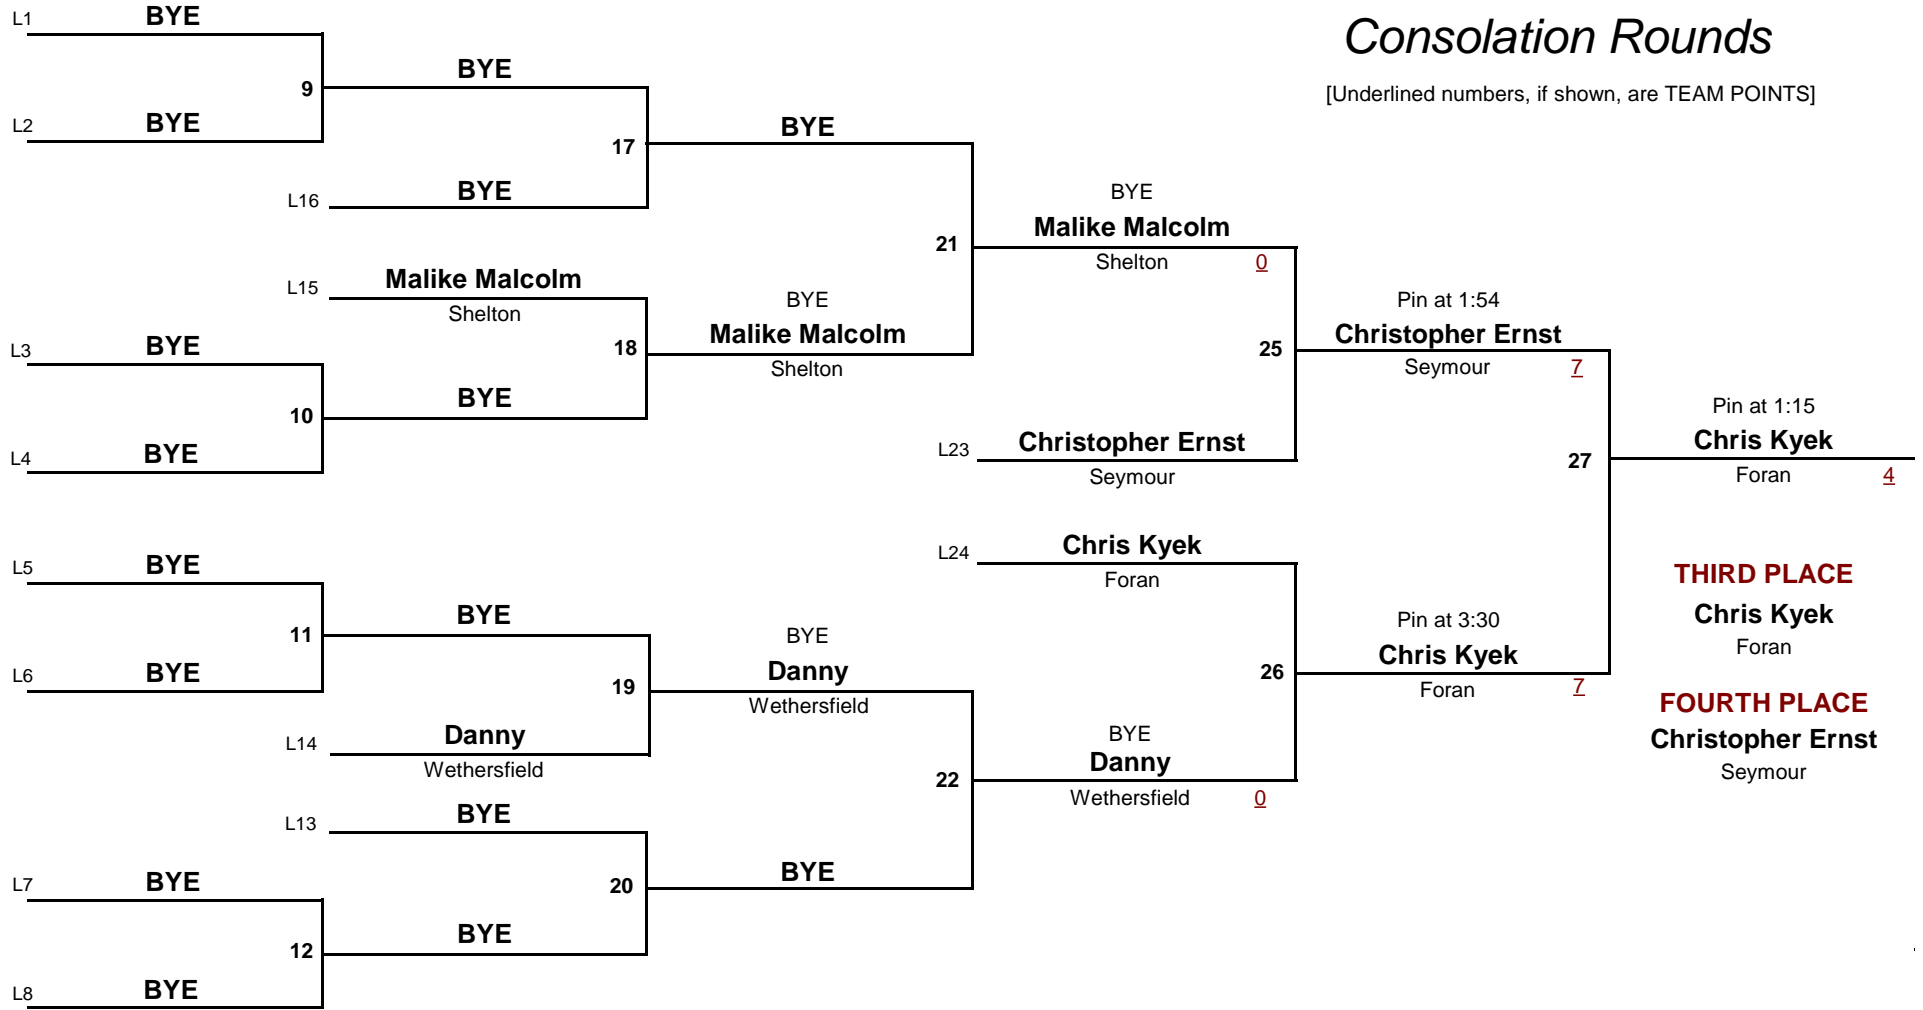 Consolation Rounds
[Underlined numbers, if shown, are TEAM POINTS]
L1
BYE
9
L2
BYE
BYE
17
L16
BYE
BYE
L15
Malike Malcolm
Shelton
18
L3
BYE
10
L4
BYE
BYE
BYE
Malike Malcolm
Shelton
21
BYE
Malike Malcolm
Shelton
0
25
L23
Christopher Ernst
Seymour
Pin at 1:54
Christopher Ernst
Seymour
7
27
Pin at 1:15
Chris Kyek
Foran
4
L5
BYE
11
L6
BYE
BYE
19
L14
Danny
Wethersfield
BYE
Danny
Wethersfield
22
L13
BYE
20
L7
BYE
12
L8
BYE
BYE
BYE
L24
Chris Kyek
Foran
26
BYE
Danny
Wethersfield
0
Pin at 3:30
Chris Kyek
Foran
7
THIRD PLACE
Chris Kyek
Foran
FOURTH PLACE
Christopher Ernst
Seymour